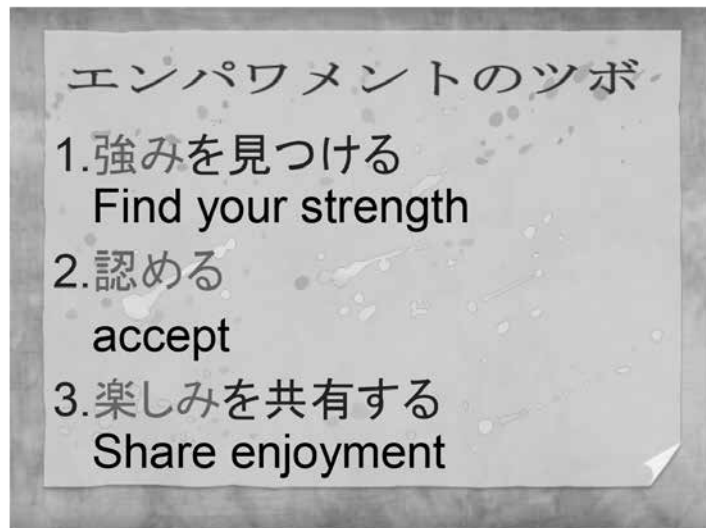 エンパワメントのツボ
1.強みを見つける
Find your strength
2.認める
accept
3.楽しみを共有する
Share enjoyment